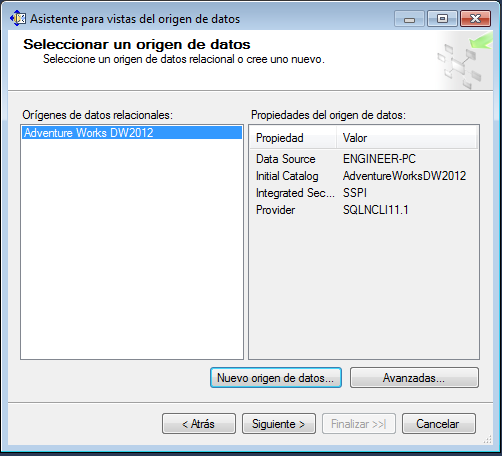 Asistente para vistas del origen de datos
Seleccionar un origen de datos
Seleccione un origen de datos relacional o cree uno nuevo.
Orígenes de datos relacionales:
Adventure Works DW2012
Propiedades del origen de datos:
Propiedad Valor
Data Source ENGINEER-PC
Initial Catalog AdventureWorksDW2012
Integrated Sec... SSPI
Provider SQLNCLI11.1
Nuevo origen de datos... Avanzadas...
< Atrás Siguiente > Finalizar >>| Cancelar